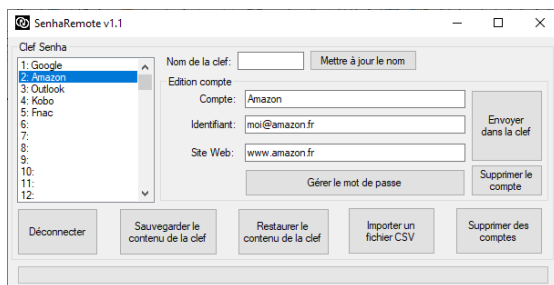 SenhaRemote v1.1
Clef Senha
1: Google
2: Amazon
3: Outlook
4: Kobo
5: Fnac
6:
7:
8:
9:
10:
11:
12:
Nom de la clef:
Mettre à jour le nom
Edition compte
Compte: Amazon
Identifiant: moi@amazon.fr
Site Web: www.amazon.fr
Envoyer
dans la clef
Gérer le mot de passe
Supprimer le
compte
Déconnecter
Sauvegarder le
contenu de la clef
Restaurer le
contenu de la clef
Importer un
fichier CSV
Supprimer des
comptes